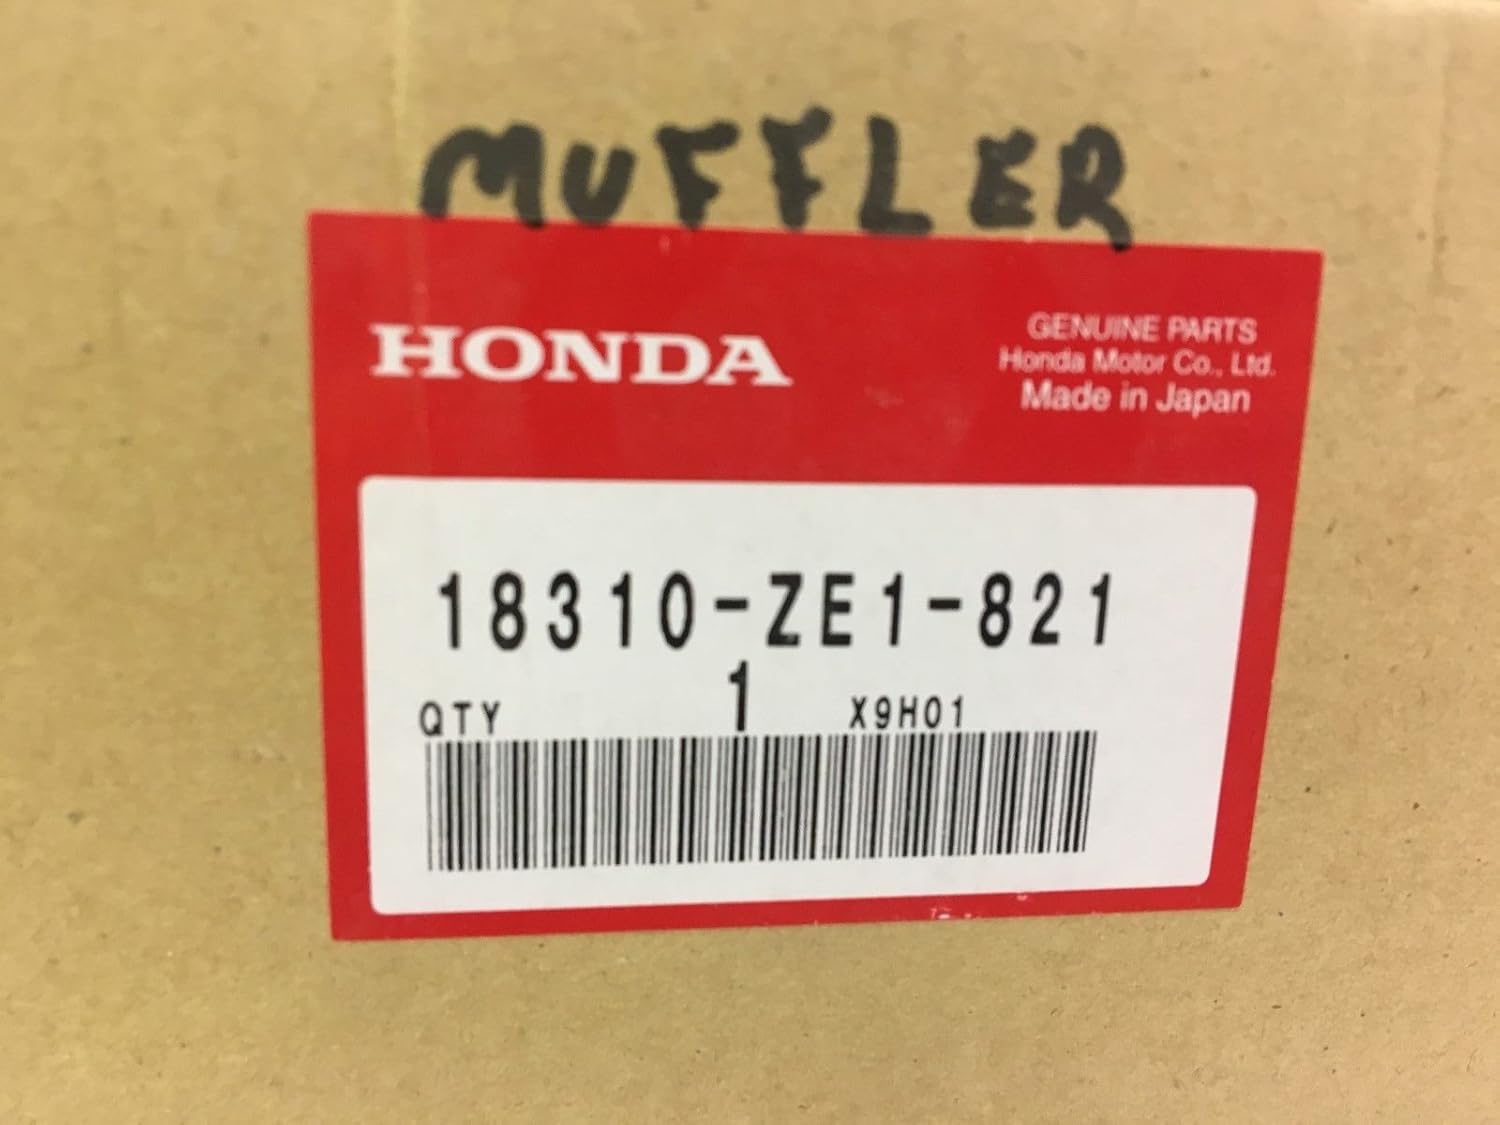 MUFFLER
HONDA
GENUINE PARTS
Honda Motor Co., Ltd.
Made in Japan
18310-ZE1-821
QTY 1 X9H01